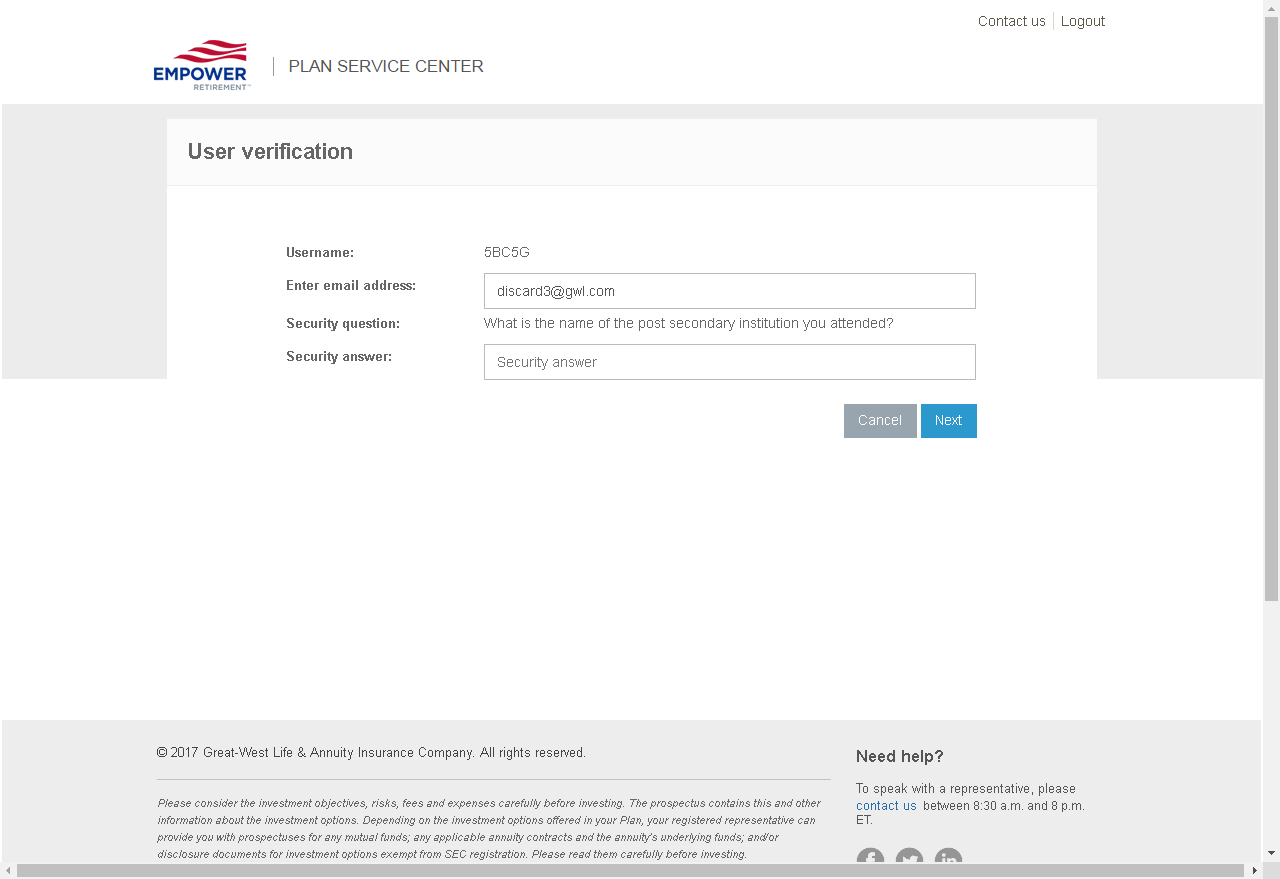 Contact us
Logout
EMPOWER
RETIREMENT™
PLAN SERVICE CENTER
User verification
Username: 5BC5G
Enter email address: discard3@gwl.com
Security question: What is the name of the post secondary institution you attended?
Security answer: Security answer
Cancel Next
© 2017 Great-West Life & Annuity Insurance Company. All rights reserved.
Please consider the investment objectives, risks, fees and expenses carefully before investing. The prospectus contains this and other
information about the investment options. Depending on the investment options offered in your Plan, your registered representative can
provide you with prospectuses for any mutual funds; any applicable annuity contracts and the annuity's underlying funds; and/or
disclosure documents for investment options exempt from SEC registration. Please read them carefully before investing.
Need help?
To speak with a representative, please
contact us between 8:30 a.m. and 8 p.m.
ET.